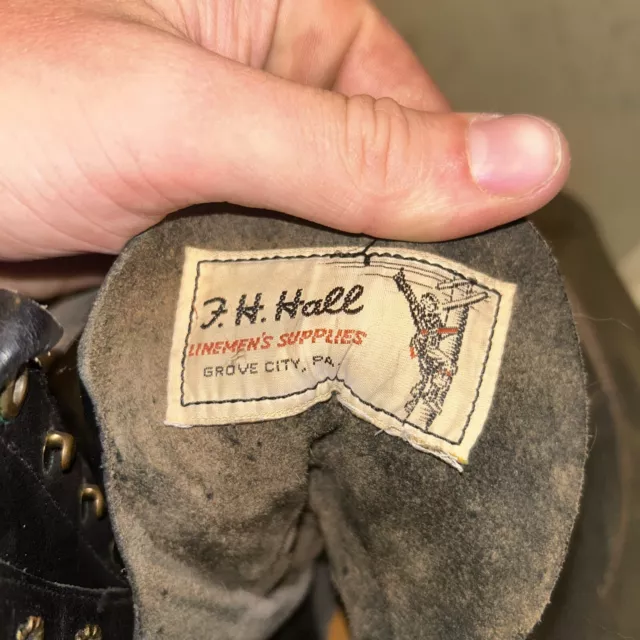 F. H. Hall
LINEMEN'S SUPPLIES
GROVE CITY, PA.